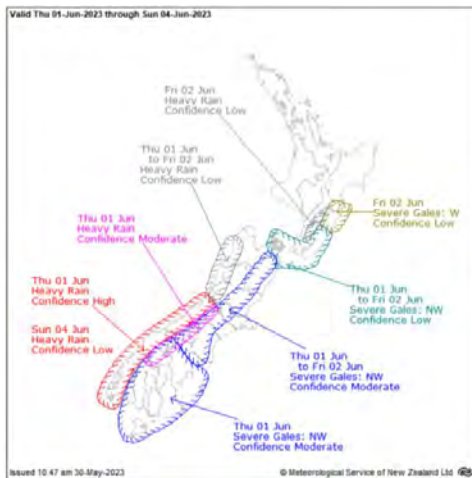 Valid Thu 01-Jun-2023 through Sun 04-Jun-2023
Fri 02 Jun
Heavy Rain
Confidence Low
Thu 01 Jun
to Fri 02 Jun
Heavy Rain
Confidence Low
Fri 02 Jun
Severe Gales: W
Confidence Low
Thu 01 Jun
Heavy Rain
Confidence Moderate
Thu 01 Jun
Heavy Rain
Confidence High
Sun 04 Jun
Heavy Rain
Confidence Low
Thu 01 Jun
to Fri 02 Jun
Severe Gales: NW
Confidence Low
Thu 01 Jun
to Fri 02 Jun
Severe Gales: NW
Confidence Moderate
Thu 01 Jun
Severe Gales: NW
Confidence Moderate
Issued 10:47 am 30-May-2023
© Meteorological Service of New Zealand Ltd